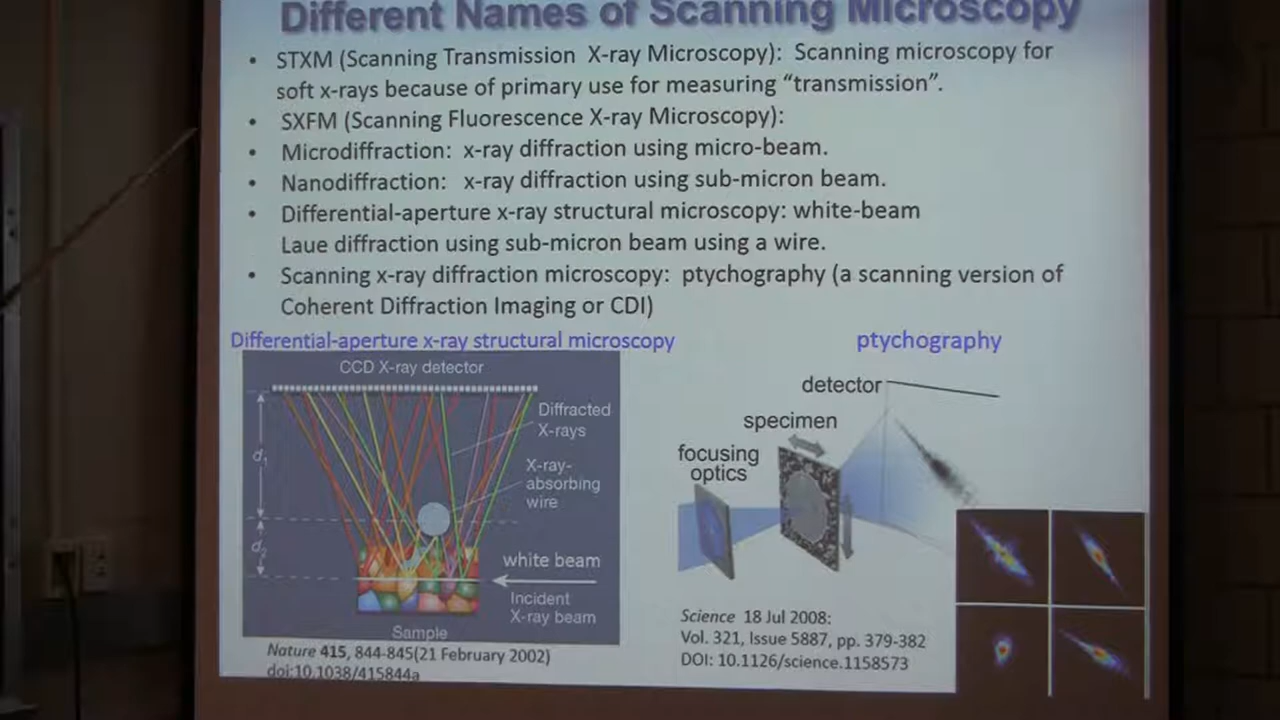 Different Names of Scanning Microscopy
• STXM (Scanning Transmission X-ray Microscopy): Scanning microscopy for
soft x-rays because of primary use for measuring “transmission”.
• SXFM (Scanning Fluorescence X-ray Microscopy):
• Microdiffraction: x-ray diffraction using micro-beam.
• Nanodiffraction: x-ray diffraction using sub-micron beam.
• Differential-aperture x-ray structural microscopy: white-beam
Laue diffraction using sub-micron beam using a wire.
• Scanning x-ray diffraction microscopy: ptychography (a scanning version of
Coherent Diffraction Imaging or CDI)
Differential-aperture x-ray structural microscopy
CCD X-ray detector
Diffracted
X-rays
d₁
X-ray-
absorbing
wire
d₂
white beam
Incident
X-ray beam
Sample
Nature 415, 844-845(21 February 2002)
doi:10.1038/415844a
ptychography
detector
specimen
focusing
optics
Science 18 Jul 2008:
Vol. 321, Issue 5887, pp. 379-382
DOI: 10.1126/science.1158573